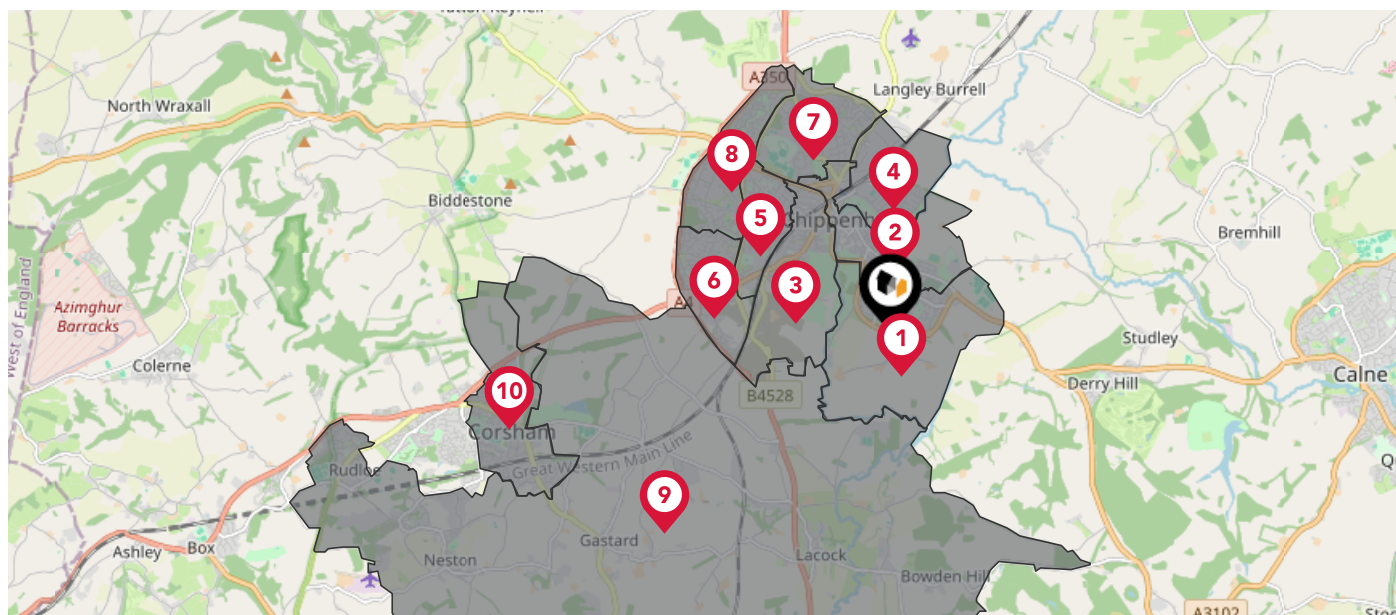 A350
Langley Burrell
North Wraxall
7
8
4
Biddestone
5
Chippenh
2
Bremhill
6
3
A4
West of England
Azimghur
Barracks
1
Studley
Colerne
Calne
Derry Hill
10
B4528
Corsham
Great Western Main Line
Rudloe
9
Gastard
Ashley
Box
Neston
Lacock
Bowden Hill
A3102